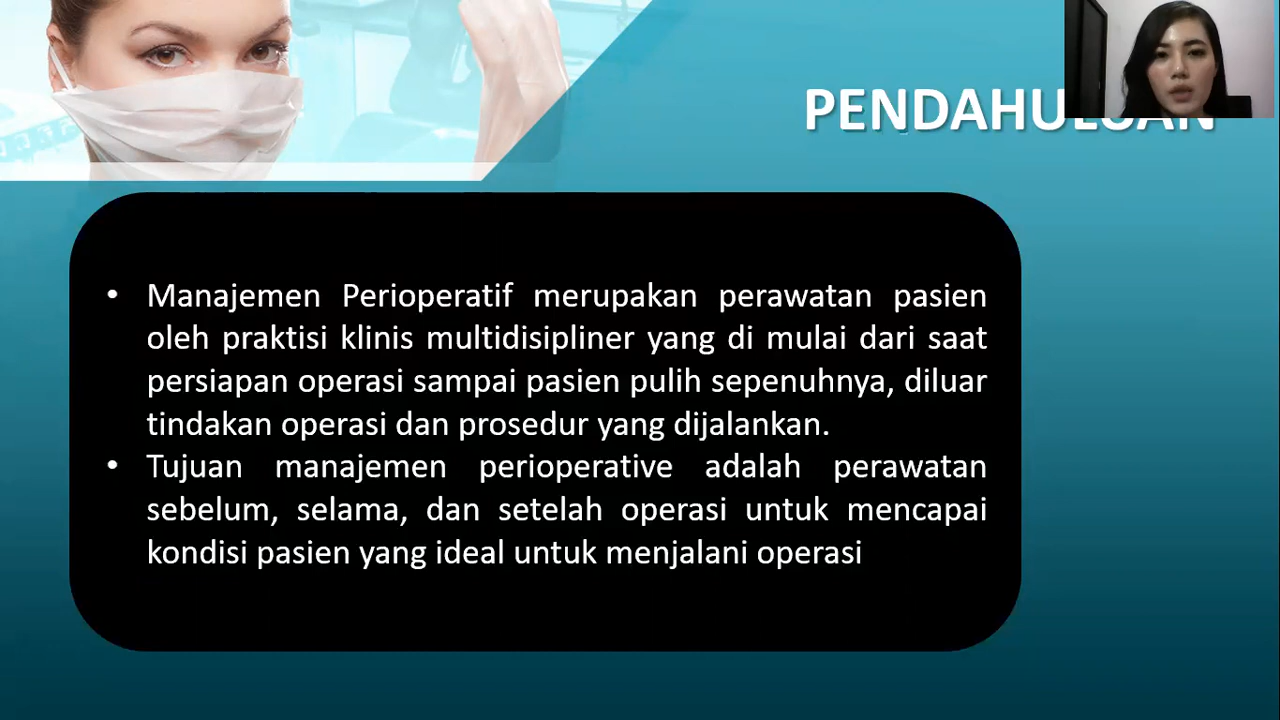 PENDAHULUAN
• Manajemen Perioperatif merupakan perawatan pasien
oleh praktisi klinis multidisipliner yang di mulai dari saat
persiapan operasi sampai pasien pulih sepenuhnya, diluar
tindakan operasi dan prosedur yang dijalankan.
• Tujuan manajemen perioperative adalah perawatan
sebelum, selama, dan setelah operasi untuk mencapai
kondisi pasien yang ideal untuk menjalani operasi